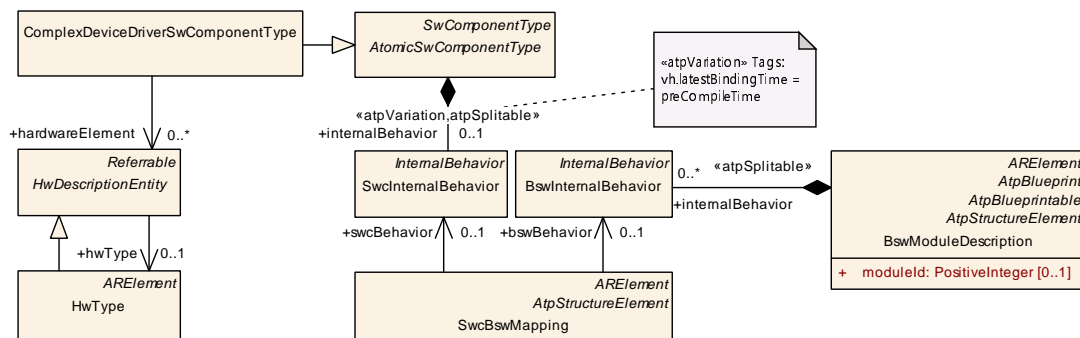 ComplexDeviceDriverSwComponentType
SwComponentType
AtomicSwComponentType
«atpVariation» Tags:
vh.latestBindingTime =
preCompileTime
«atpVariation,atpSplitable»
+internalBehavior 0..1
+hardwareElement 0..*
Referrable
HwDescriptionEntity
InternalBehavior
SwcInternalBehavior
InternalBehavior
BswInternalBehavior
0..* «atpSplitable»
+internalBehavior
ARElement
AtpBlueprint
AtpBlueprintable
AtpStructureElement
BswModuleDescription
+ moduleId: PositiveInteger [0..1]
+hwType 0..1
+swcBehavior 0..1
+bswBehavior 0..1
ARElement
HwType
ARElement
AtpStructureElement
SwcBswMapping